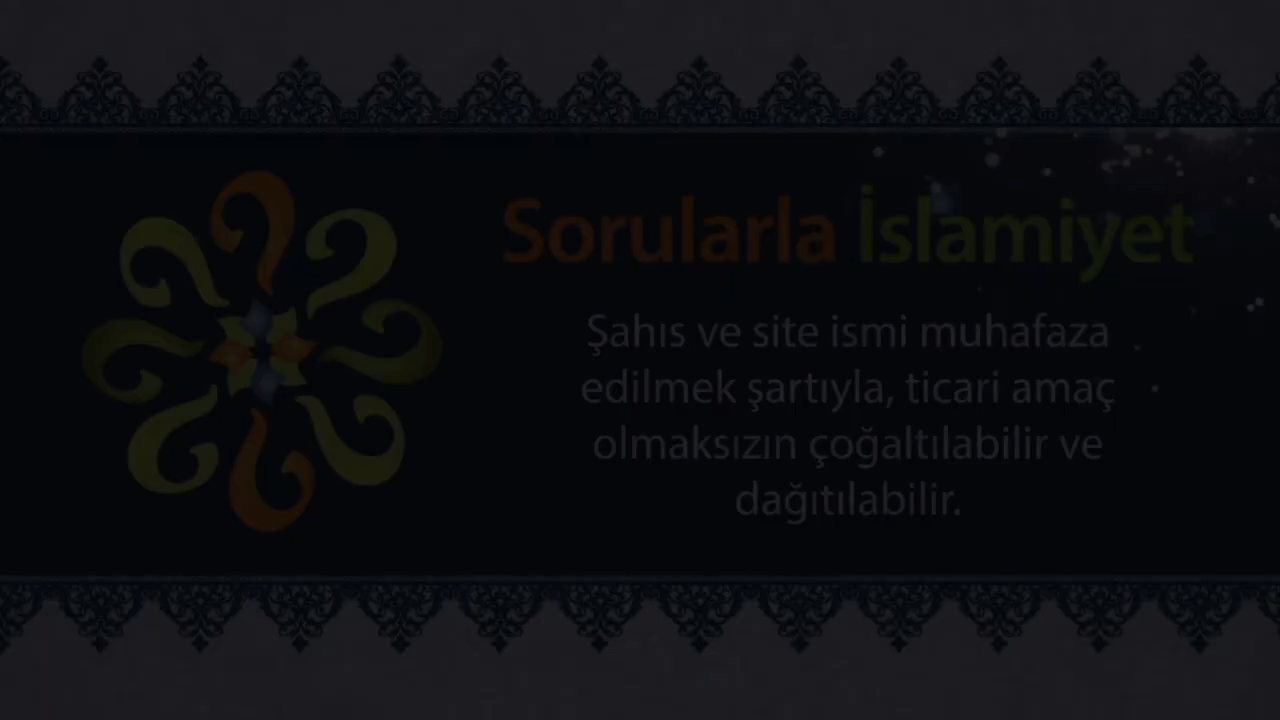 Sorularla İslamiyet
Şahıs ve site ismi muhafaza
edilmek şartıyla, ticari amaç
olmaksızın çoğaltılabilir ve
dağıtılabilir.